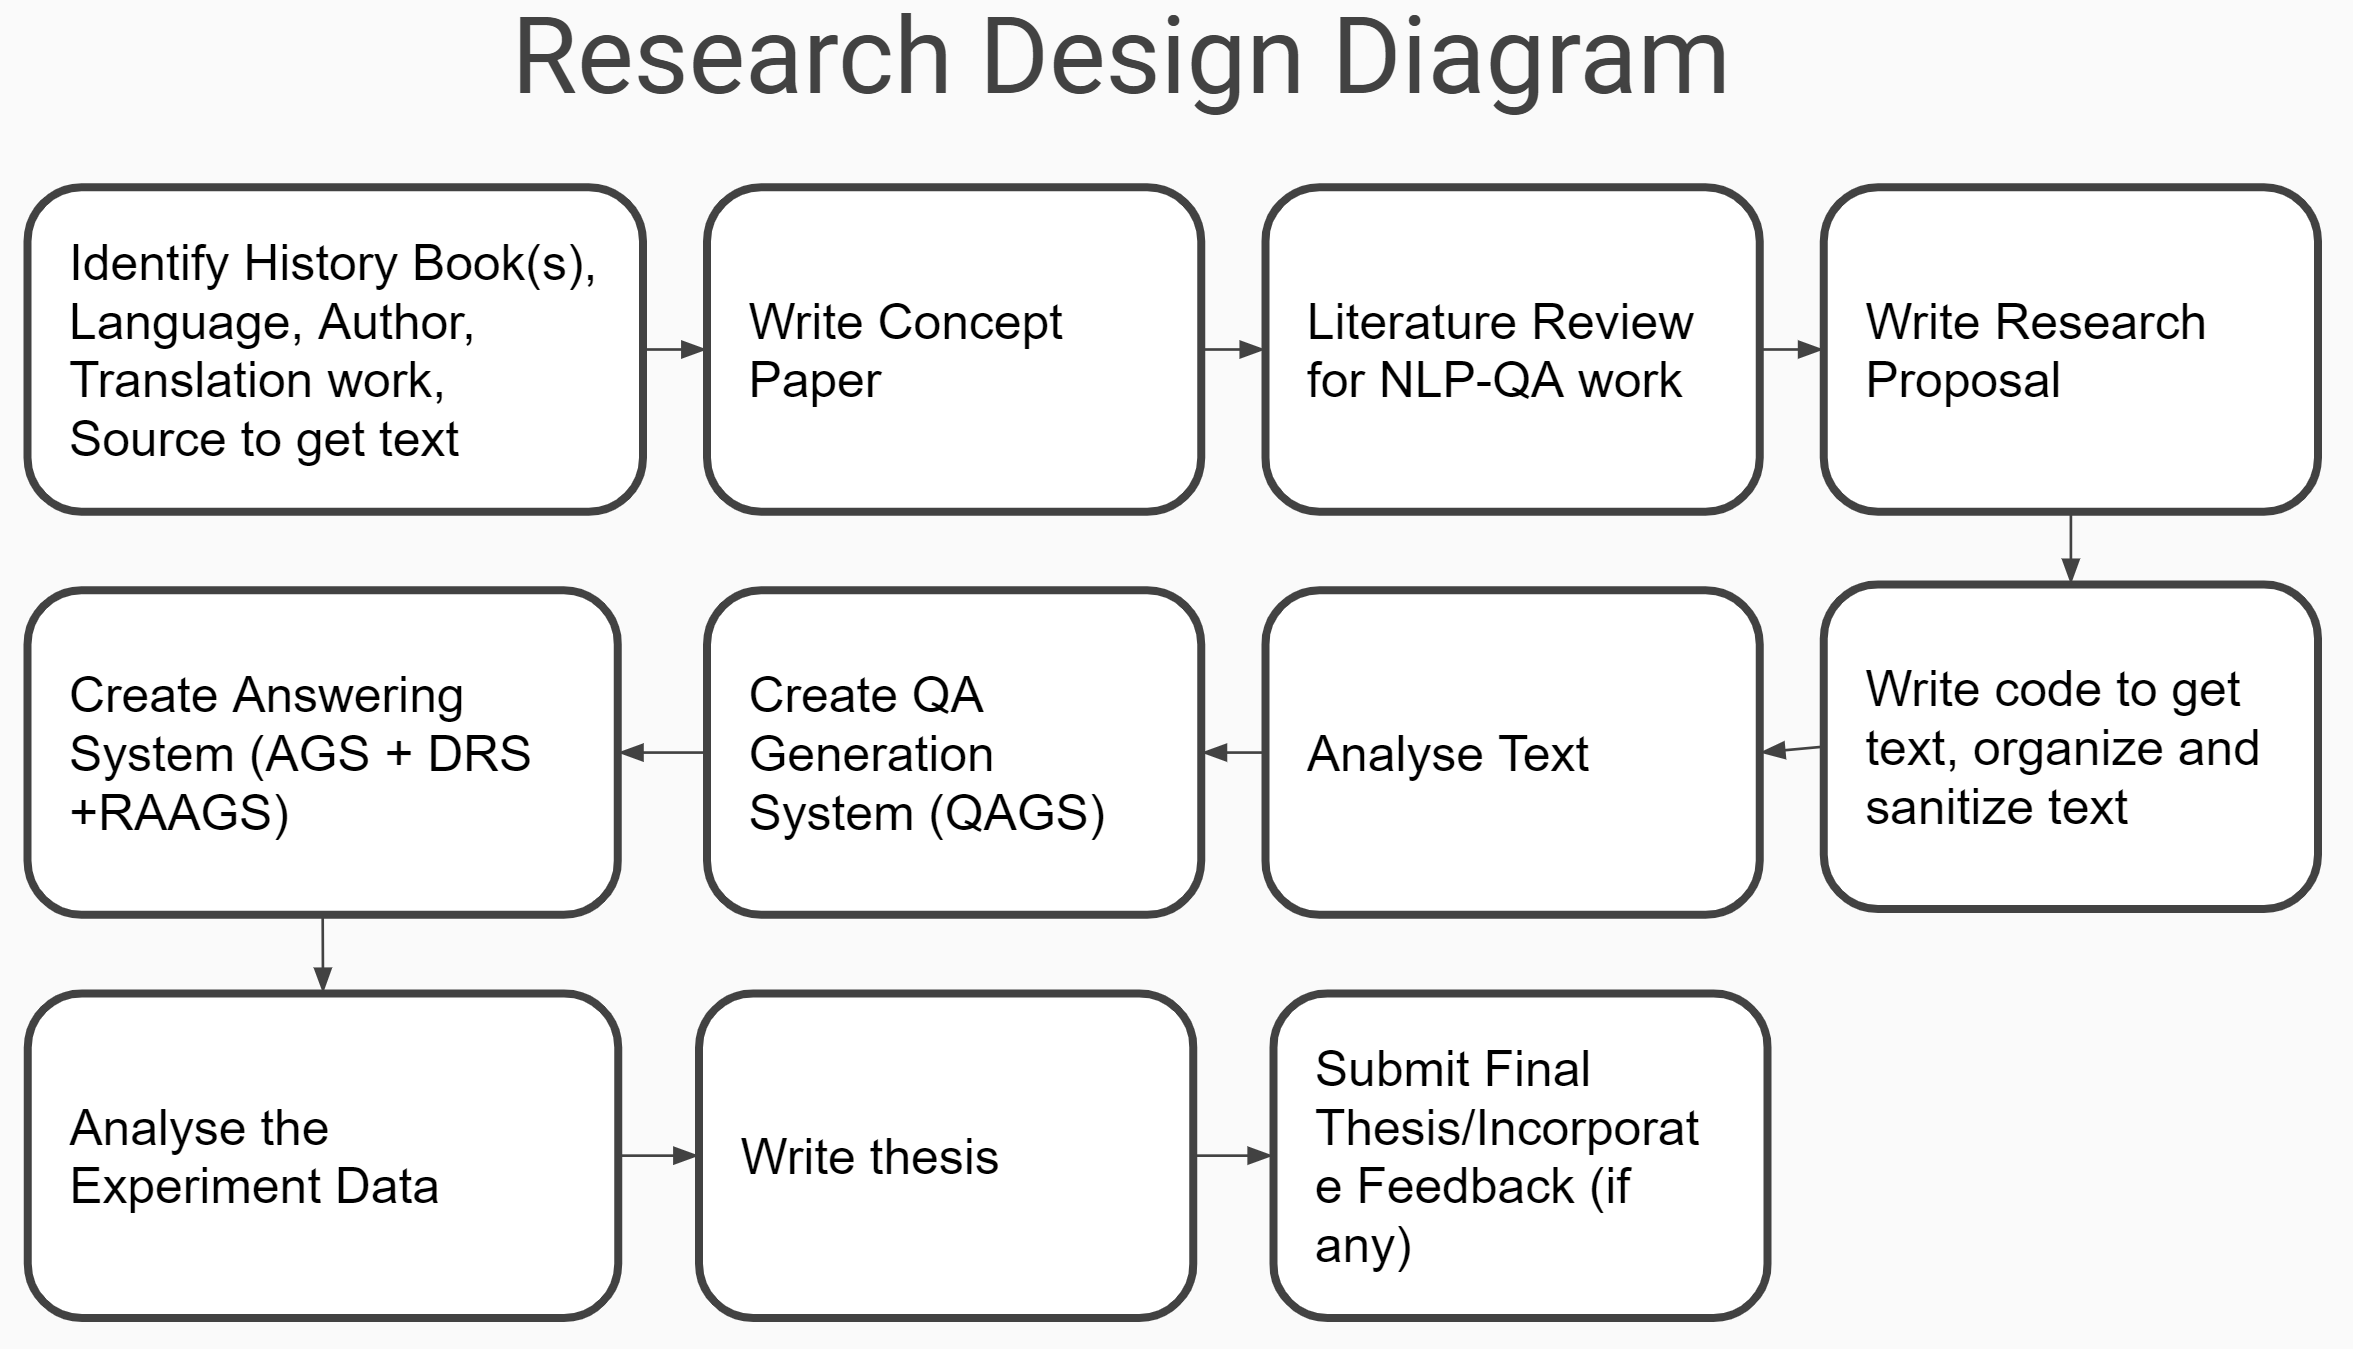 Research Design Diagram
Identify History Book(s),
Language, Author,
Translation work,
Source to get text
Write Concept
Paper
Literature Review
for NLP-QA work
Write Research
Proposal
Write code to get
text, organize and
sanitize text
Analyse Text
Create QA
Generation
System (QAGS)
Create Answering
System (AGS + DRS
+RAAGS)
Analyse the
Experiment Data
Write thesis
Submit Final
Thesis/Incorporat
e Feedback (if
any)